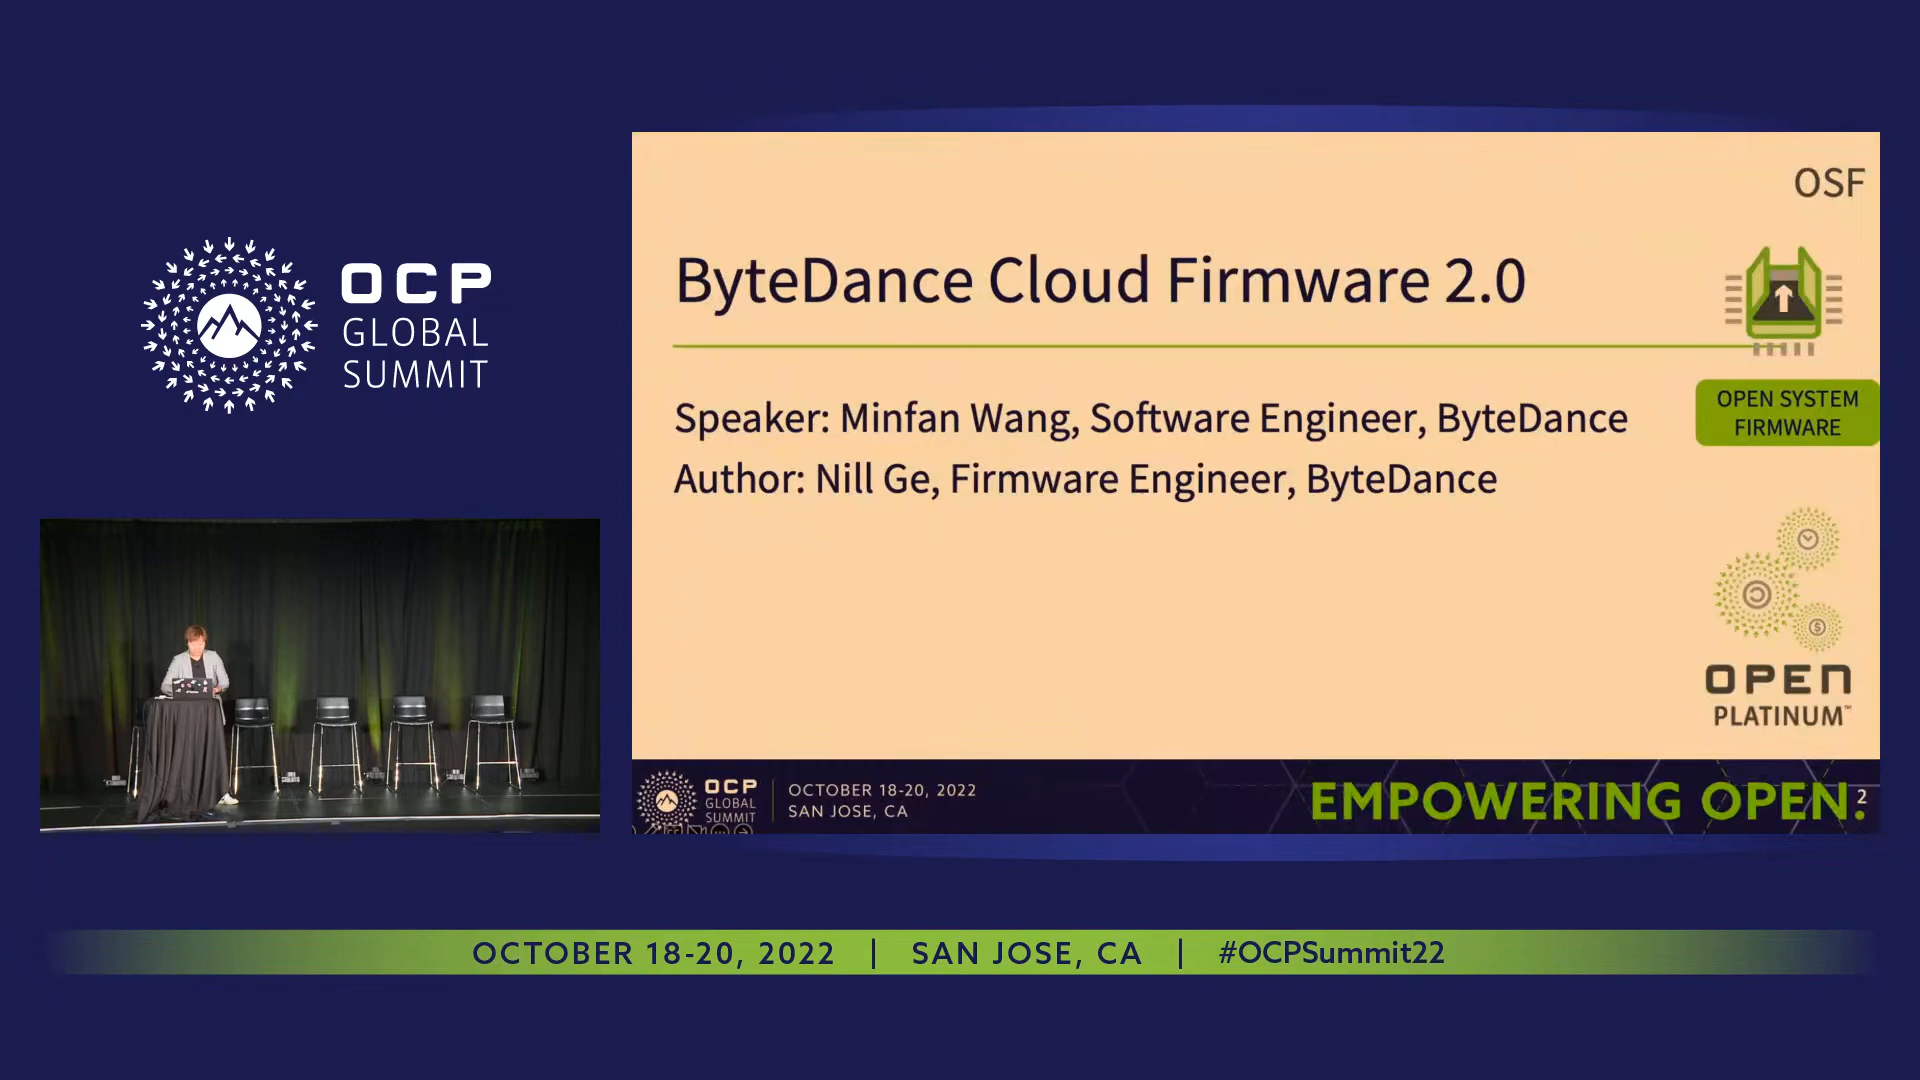 OCP
GLOBAL
SUMMIT
OSF
ByteDance Cloud Firmware 2.0
Speaker: Minfan Wang, Software Engineer, ByteDance
Author: Nill Ge, Firmware Engineer, ByteDance
OPEN SYSTEM
FIRMWARE
OPEN
PLATINUM™
OCP
GLOBAL
SUMMIT
OCTOBER 18-20, 2022
SAN JOSE, CA
EMPOWERING OPEN.
2
OCTOBER 18-20, 2022 | SAN JOSE, CA | #OCPSummit22